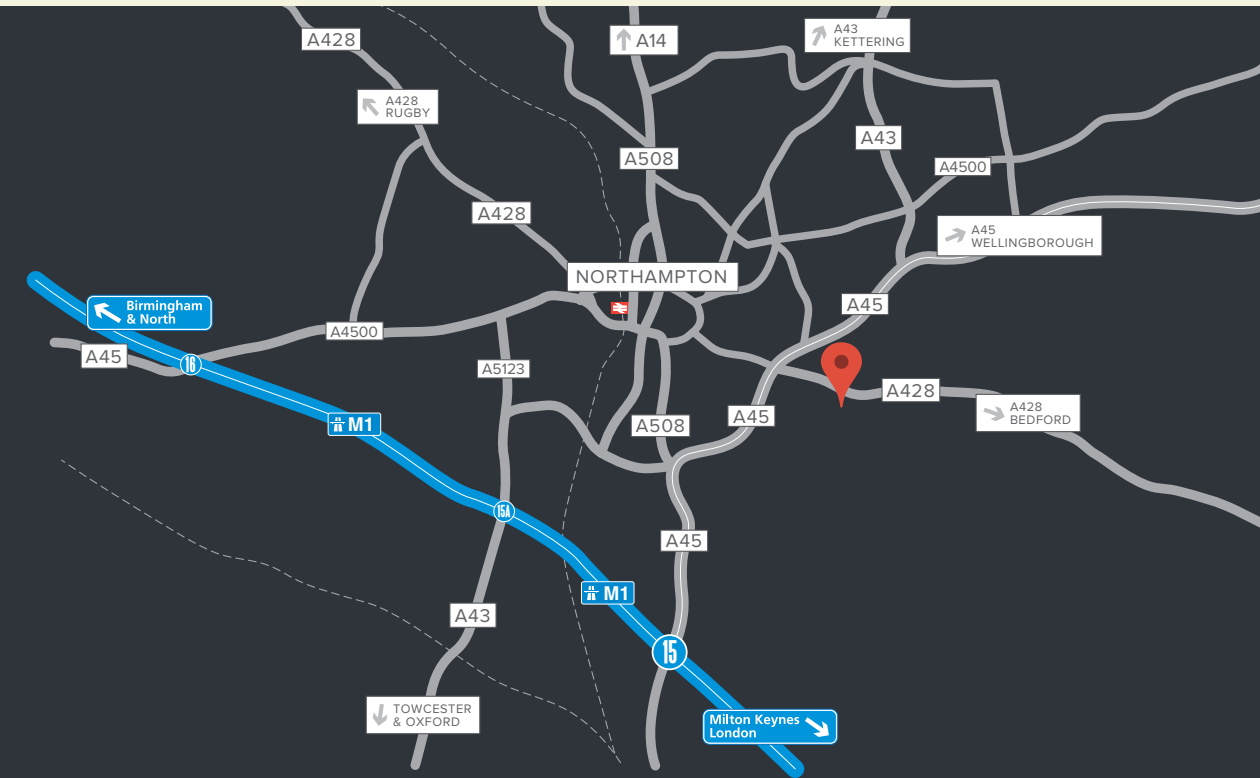 A43
KETTERING
A428
A14
A428
RUGBY
A43
A508
A4500
A428
A45
WELLINGBOROUGH
NORTHAMPTON
Birmingham
& North
A45
A4500
A45
16
A5123
A428
A428
BEDFORD
A45
M1
A508
15A
A45
M1
A43
15
TOWCESTER
& OXFORD
Milton Keynes
London